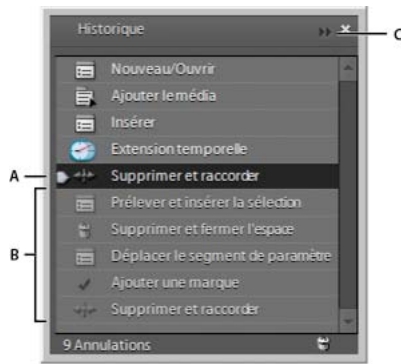 Historique
C
Nouveau/Ouvrir
Ajouter le média
Insérer
Extension temporelle
A
Supprimer et raccorder
Prélever et insérer la sélection
Supprimer et fermer l'espace
B
Déplacer le segment de paramètre
Ajouter une marque
Supprimer et raccorder
9 Annulations